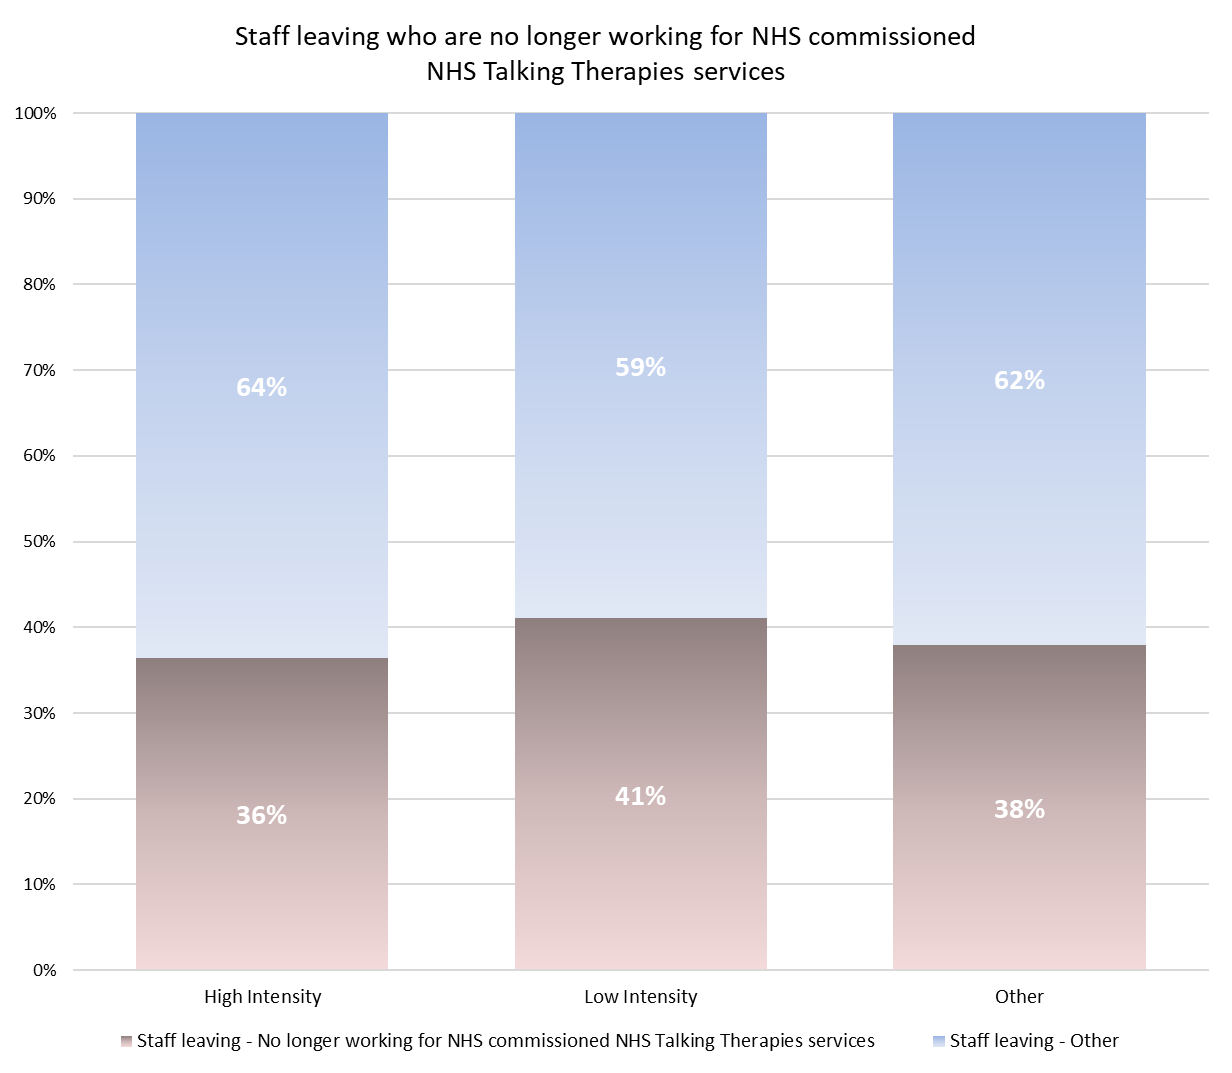 Staff leaving who are no longer working for NHS commissioned
NHS Talking Therapies services
100%
90%
80%
70%
60%
50%
40%
30%
20%
10%
0%
64%
59%
62%
36%
41%
38%
High Intensity
Low Intensity
Other
Staff leaving - No longer working for NHS commissioned NHS Talking Therapies services
Staff leaving - Other